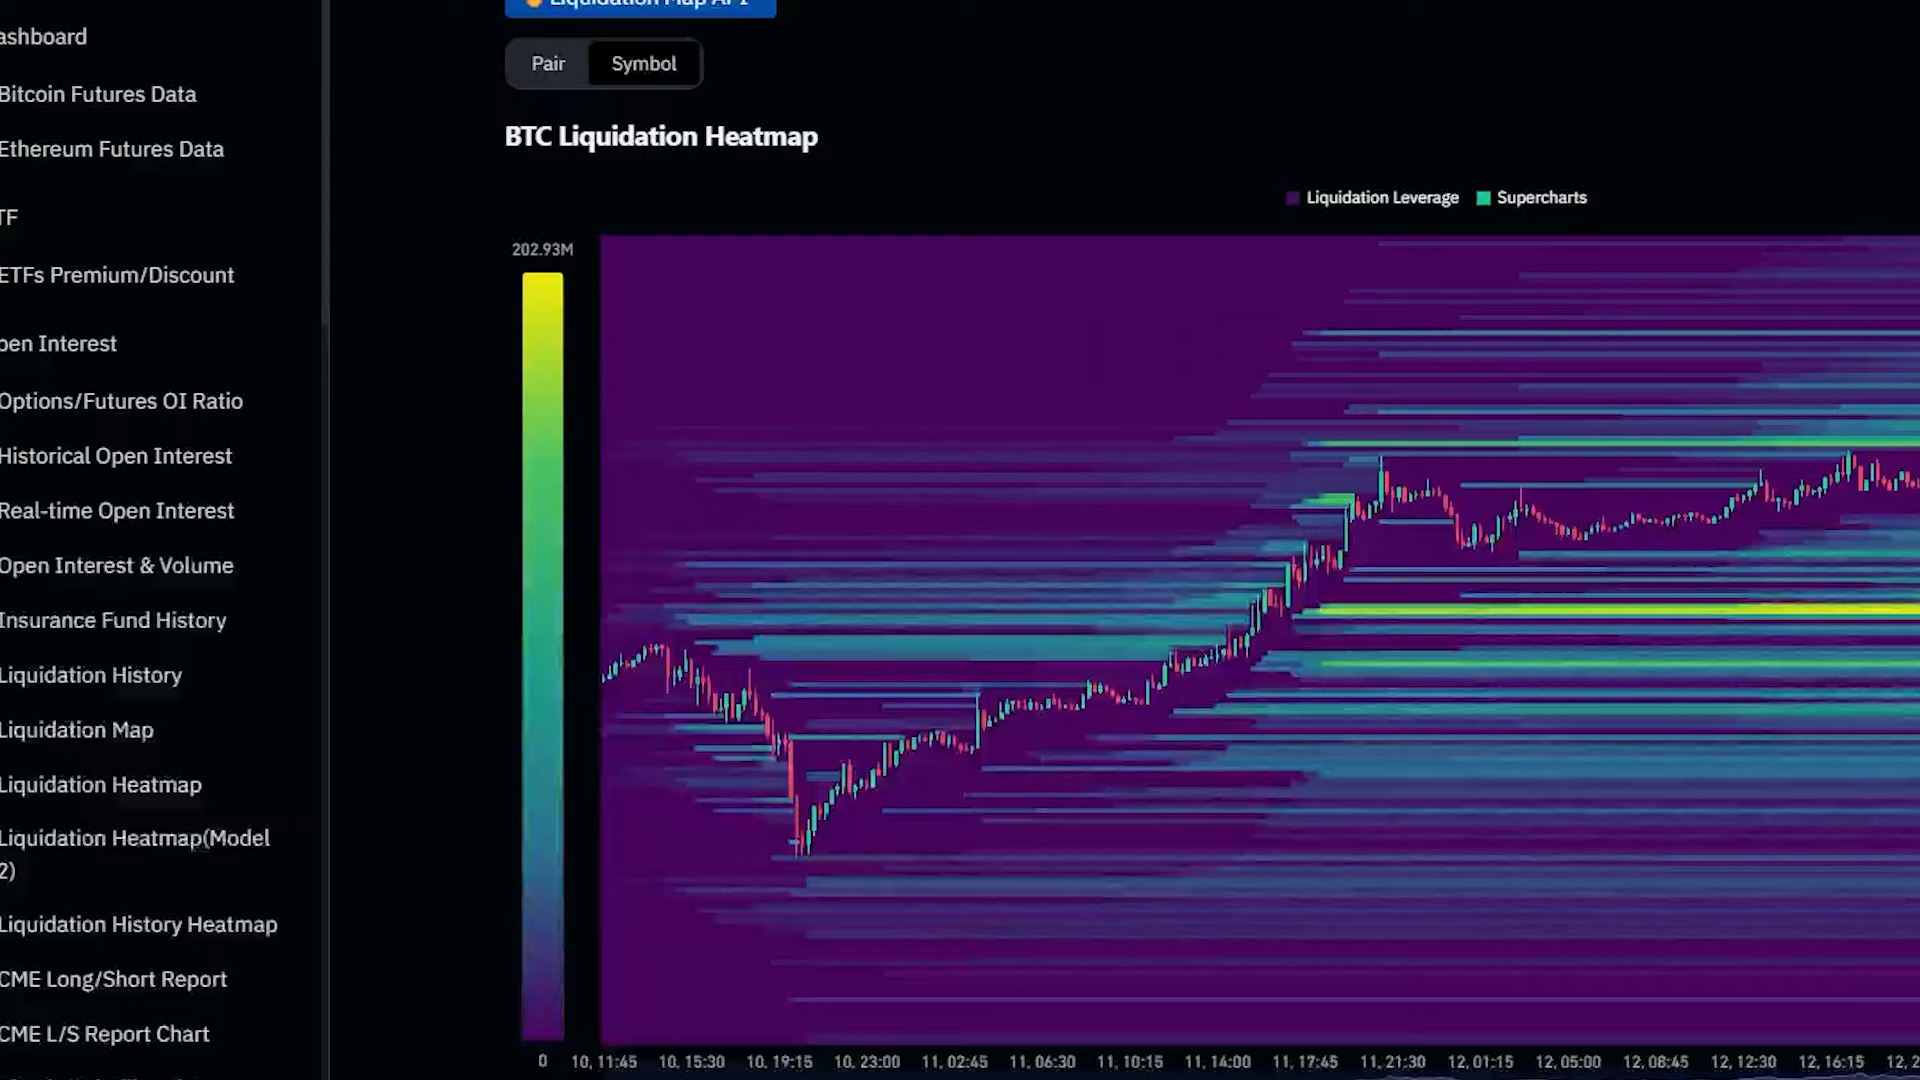 Liquidation Map API
Pair
Symbol
BTC Liquidation Heatmap
Liquidation Leverage
Supercharts
202.93M
0
10, 11:45
10, 15:30
10, 19:15
10, 23:00
11, 02:45
11, 06:30
11, 10:15
11, 14:00
11, 17:45
11, 21:30
12, 01:15
12, 05:00
12, 08:45
12, 12:30
12, 16:15
12, 2
ashboard
Bitcoin Futures Data
Ethereum Futures Data
TF
ETFs Premium/Discount
pen Interest
Options/Futures OI Ratio
Historical Open Interest
Real-time Open Interest
Open Interest & Volume
Insurance Fund History
Liquidation History
Liquidation Map
Liquidation Heatmap
Liquidation Heatmap(Model
2)
Liquidation History Heatmap
CME Long/Short Report
CME L/S Report Chart